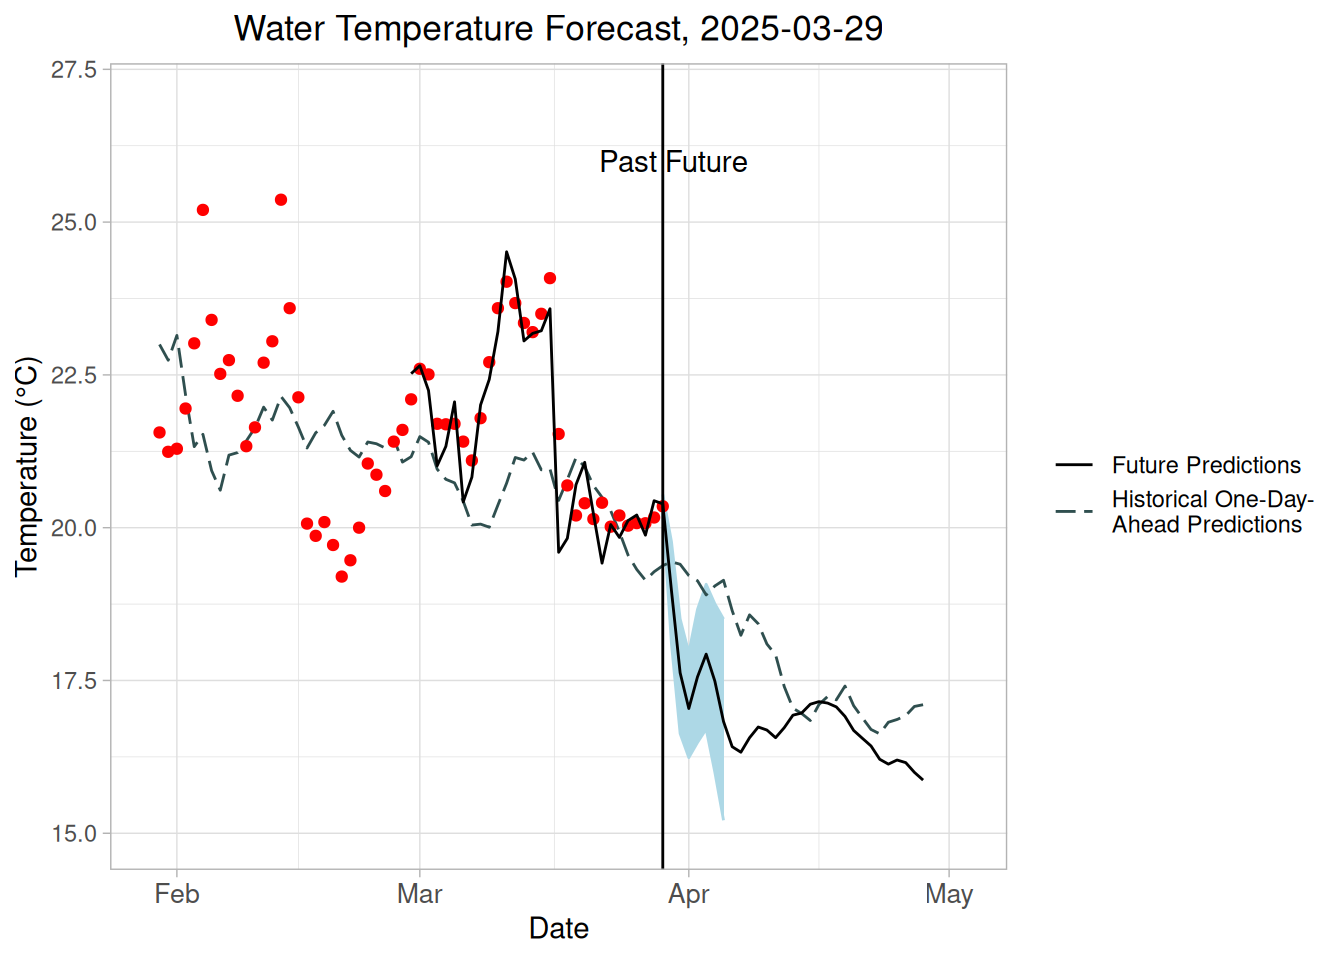 Water Temperature Forecast, 2025-03-29
27.5
25.0
22.5
20.0
17.5
15.0
Temperature (°C)
Past Future
Feb
Mar
Apr
May
Date
Future Predictions
Historical One-Day-
Ahead Predictions